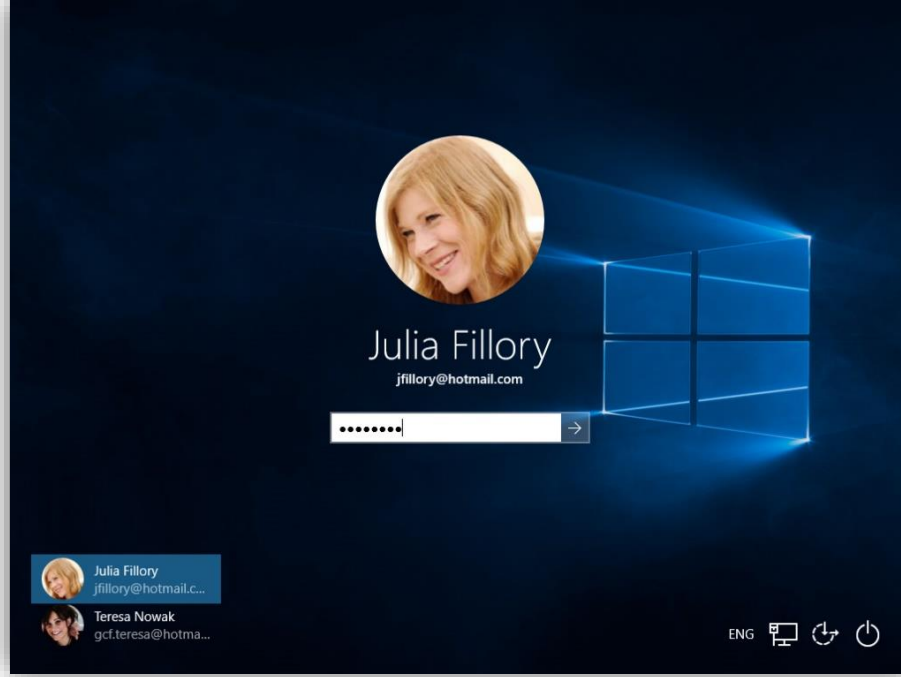 Julia Fillory
jfillory@hotmail.com
••••••••
Julia Fillory
jfillory@hotmail.c...
Teresa Nowak
gcf.teresa@hotma...
ENG